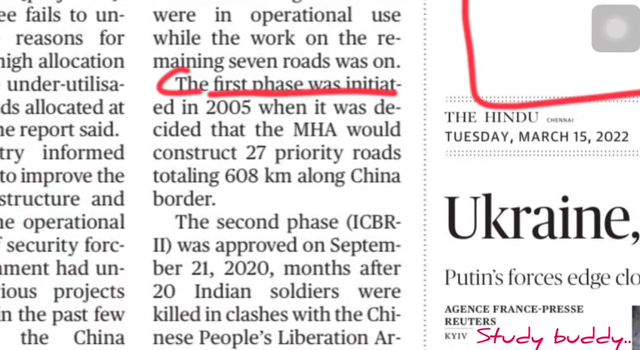 ee fails to un-
reasons for
high allocation
under-utilisa-
ds allocated at
he report said.
try informed
to improve the
structure and
he operational
f security forc-
nment had un-
rious projects
in the past few
the China
were in operational use
while the work on the re-
maining seven roads was on.
The first phase was initiat-
ed in 2005 when it was de-
cided that the MHA would
construct 27 priority roads
totaling 608 km along China
border.
The second phase (ICBR-
II) was approved on Septem-
ber 21, 2020, months after
20 Indian soldiers were
killed in clashes with the Chi-
nese People's Liberation Ar-
THE HINDU CHENNAI
TUESDAY, MARCH 15, 2022
Ukraine,
Putin's forces edge clo
AGENCE FRANCE-PRESSE
REUTERS
KYIV
Study buddy..